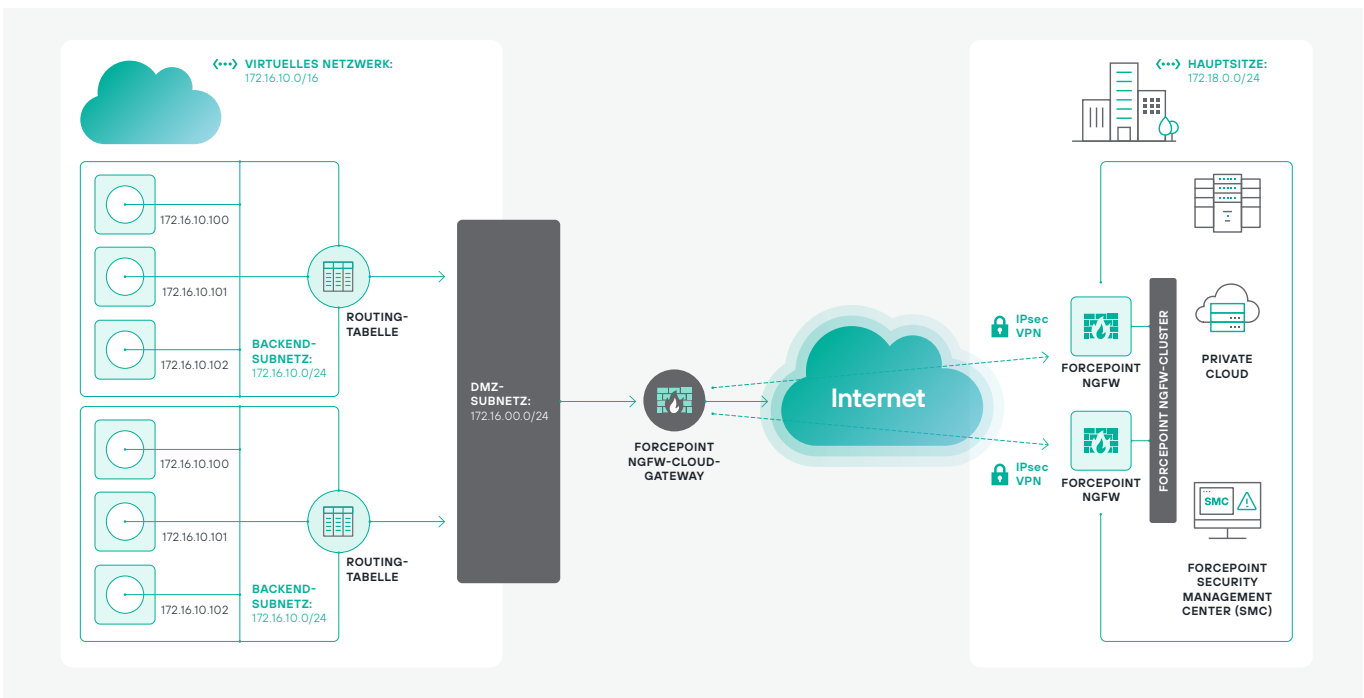 VIRTUELLES NETZWERK:
172.16.10.0/16
172.16.10.100
172.16.10.101
172.16.10.102
BACKEND-
SUBNETZ:
172.16.10.0/24
ROUTING-
TABELLE
172.16.10.100
172.16.10.101
172.16.10.102
BACKEND-
SUBNETZ:
172.16.10.0/24
ROUTING-
TABELLE
DMZ-
SUBNETZ:
172.16.00.0/24
FORCEPOINT
NGFW-CLOUD-
GATEWAY
Internet
IPsec
VPN
IPsec
VPN
HAUPTSITZE:
172.18.0.0/24
FORCEPOINT
NGFW
FORCEPOINT
NGFW
FORCEPOINT NGFW-CLUSTER
PRIVATE
CLOUD
SMC
FORCEPOINT
SECURITY
MANAGEMENT
CENTER (SMC)